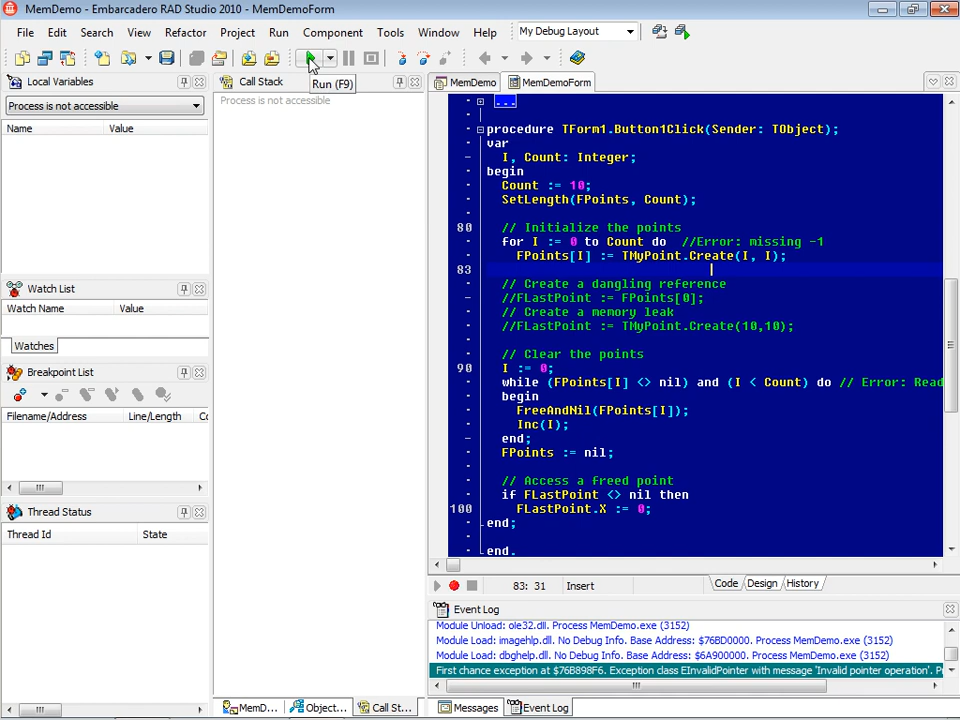 MemDemo - Embarcadero RAD Studio 2010 - MemDemoForm
File Edit Search View Refactor Project Run Component Tools Window Help My Debug Layout
Run (F9)
Local Variables
Process is not accessible
Name Value
Watch List
Watch Name Value
Watches
Breakpoint List
Filename/Address Line/Length Co
Thread Status
Thread Id State
Call Stack
Process is not accessible
MemDemo MemDemoForm
...
procedure TForm1.Button1Click(Sender: TObject);
var
I, Count: Integer;
begin
Count := 10;
SetLength(FPoints, Count);
80 // Initialize the points
for I := 0 to Count do //Error: missing -1
FPoints[I] := TMyPoint.Create(I, I);
83
// Create a dangling reference
//FLastPoint := FPoints[0];
// Create a memory leak
//FLastPoint := TMyPoint.Create(10,10);
// Clear the points
90 I := 0;
while (FPoints[I] <> nil) and (I < Count) do // Error: Read
begin
FreeAndNil(FPoints[I]);
Inc(I);
end;
FPoints := nil;
// Access a freed point
if FLastPoint <> nil then
100 FLastPoint.X := 0;
end;
end.
83: 31 Insert Code Design History
Event Log
Module Unload: ole32.dll. Process MemDemo.exe (3152)
Module Load: imagehlp.dll. No Debug Info. Base Address: $76BD0000. Process MemDemo.exe (3152)
Module Load: dbghelp.dll. No Debug Info. Base Address: $6A900000. Process MemDemo.exe (3152)
First chance exception at $76B898F6. Exception class EInvalidPointer with message 'Invalid pointer operation'. P
MemD... Object... Call St... Messages Event Log